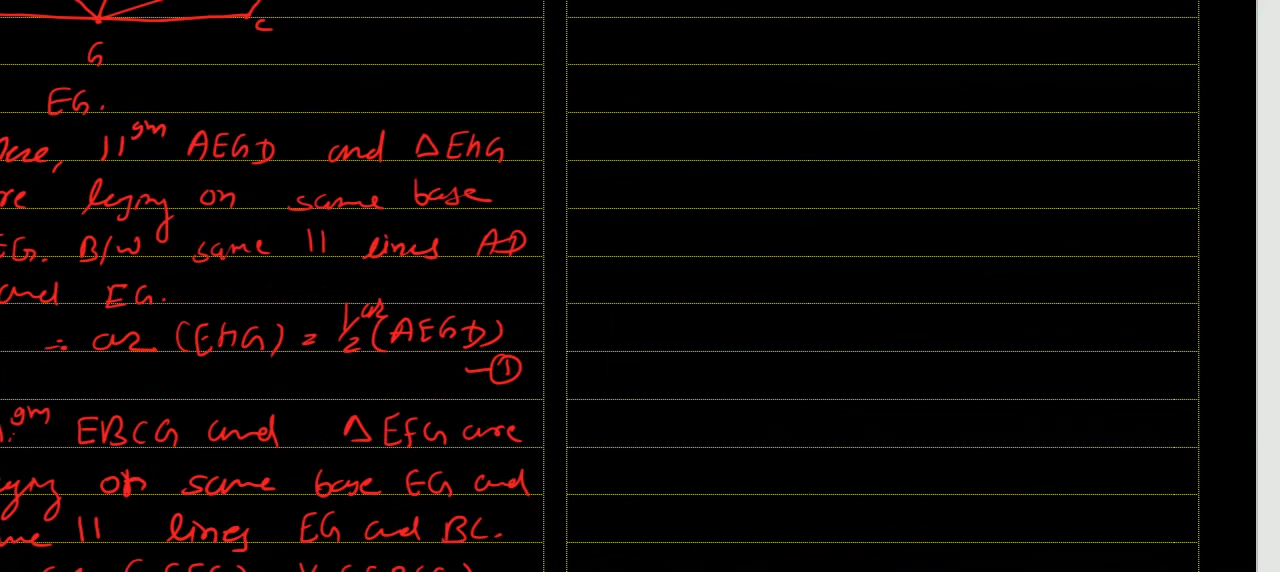 C
G
EG.
Here, ||gm AEGD and ΔEHG
are lying on same base
EG. B/w same || lines AD
and EG.
∴ ar (EHG) = 1/2 ar(AEGD)
—①
gm EBCG and ΔEFG are
lying on same base EG and
same || lines EG and BC.